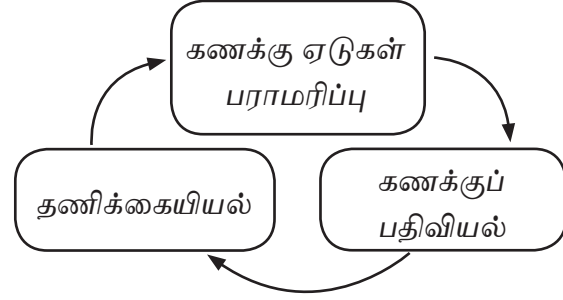 கணக்கு ஏடுகள்
பராமரிப்பு
தணிக்கையியல்
கணக்குப்
பதிவியல்